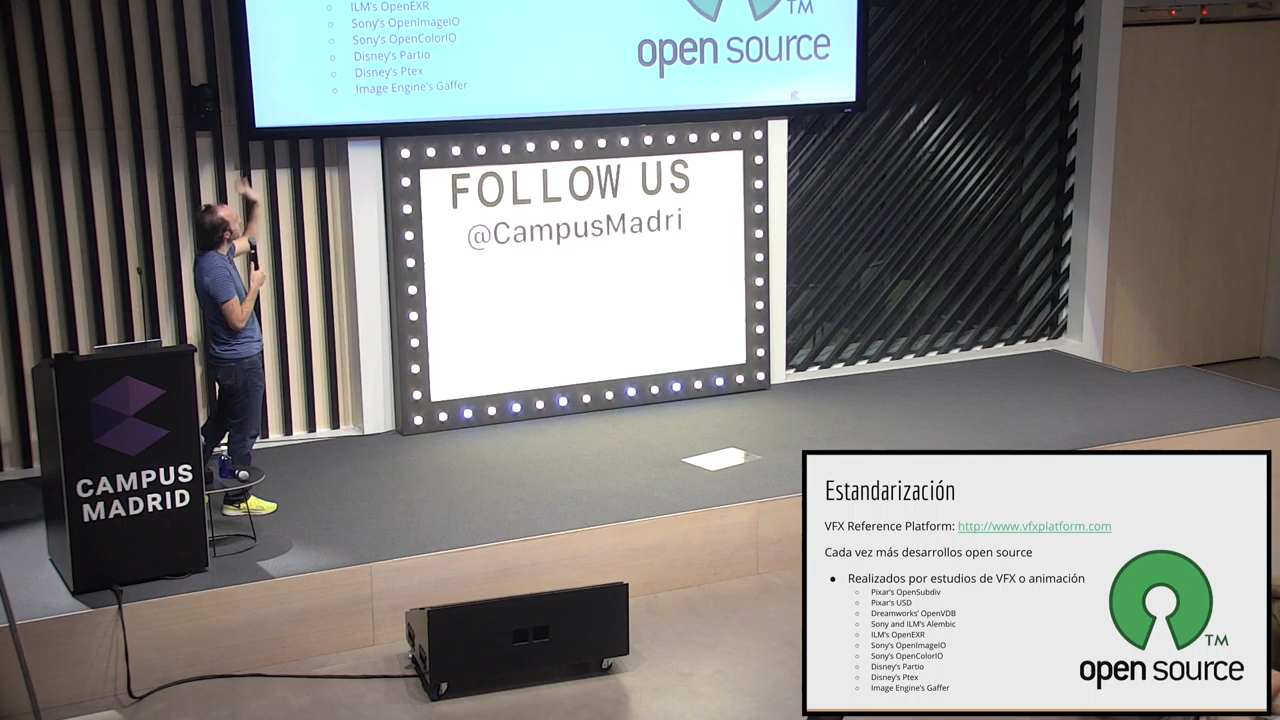 ILM's OpenEXR
Sony's OpenImageIO
Sony's OpenColorIO
Disney's Partio
Disney's Ptex
Image Engine's Gaffer
TM
open source
FOLLOW US
@CampusMadri
CAMPUS
MADRID
Estandarización
VFX Reference Platform: http://www.vfxplatform.com
Cada vez más desarrollos open source
Realizados por estudios de VFX o animación
Pixar's OpenSubdiv
Pixar's USD
Dreamworks' OpenVDB
Sony and ILM's Alembic
ILM's OpenEXR
Sony's OpenImageIO
Sony's OpenColorIO
Disney's Partio
Disney's Ptex
Image Engine's Gaffer
TM
open source